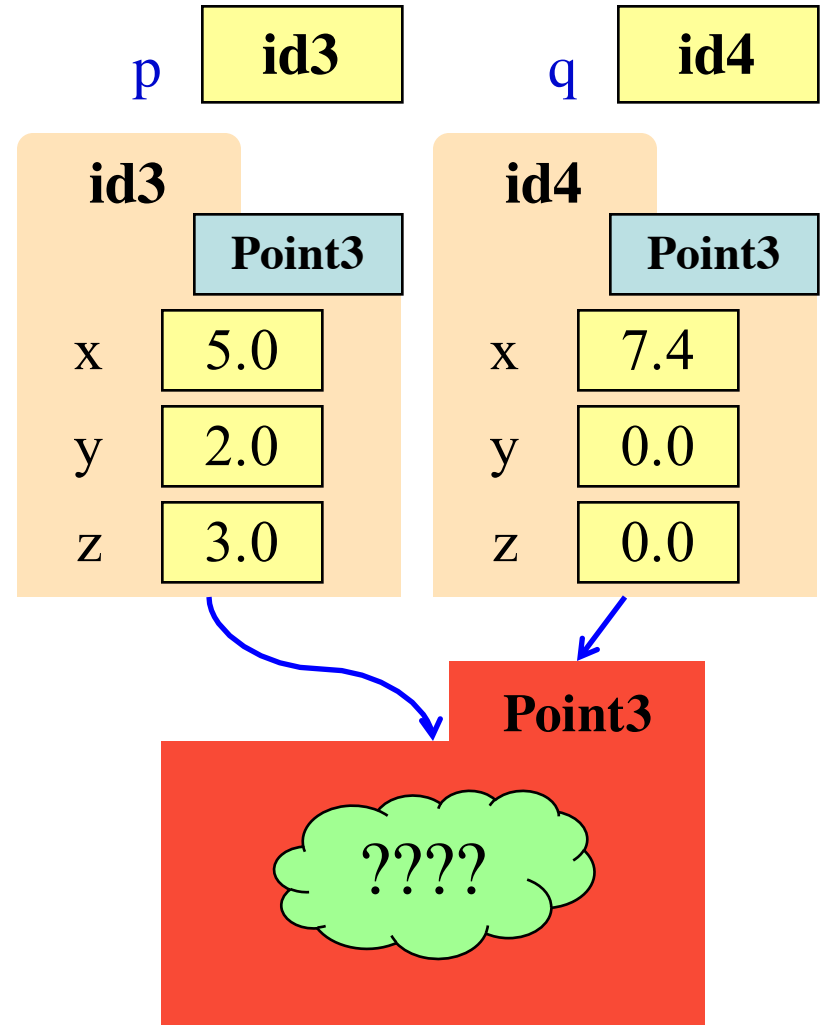 p id3
id3
Point3
x 5.0
y 2.0
z 3.0
q id4
id4
Point3
x 7.4
y 0.0
z 0.0
Point3
????